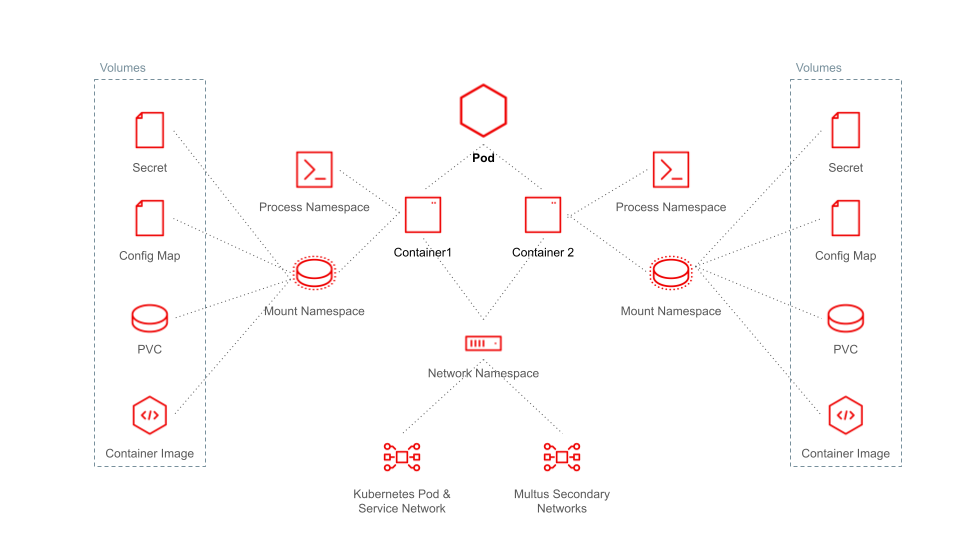 Volumes
Volumes
Pod
Secret
Secret
Process Namespace
Process Namespace
Config Map
Container1
Container 2
Config Map
Mount Namespace
Mount Namespace
PVC
PVC
Network Namespace
Container Image
Container Image
Kubernetes Pod &
Service Network
Multus Secondary
Networks